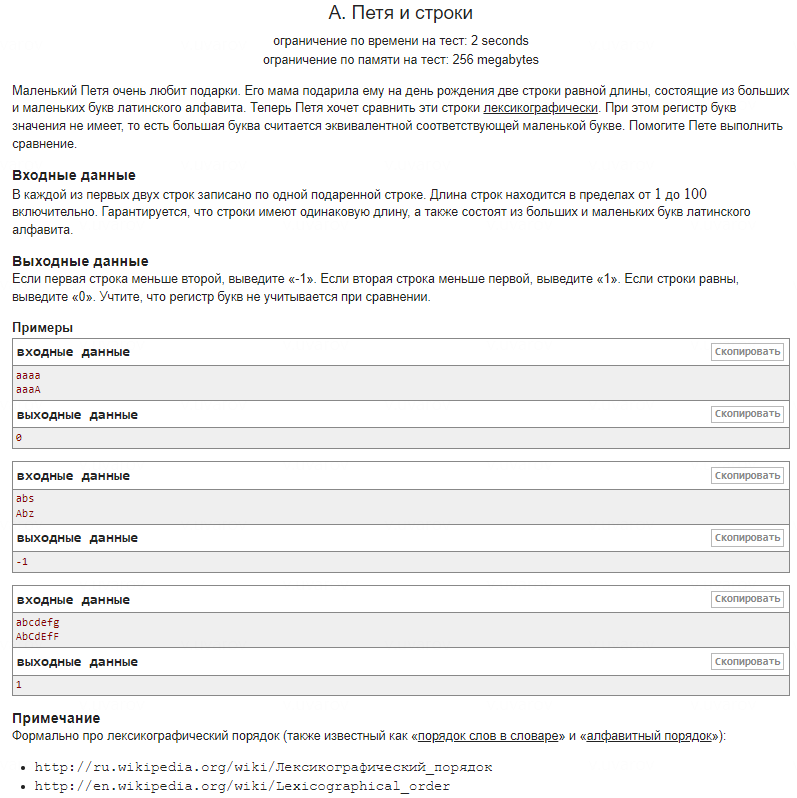 А. Петя и строки
ограничение по времени на тест: 2 seconds
ограничение по памяти на тест: 256 megabytes
Маленький Петя очень любит подарки. Его мама подарила ему на день рождения две строки равной длины, состоящие из больших
и маленьких букв латинского алфавита. Теперь Петя хочет сравнить эти строки лексикографически. При этом регистр букв
значения не имеет, то есть большая буква считается эквивалентной соответствующей маленькой букве. Помогите Пете выполнить
сравнение.
Входные данные
В каждой из первых двух строк записано по одной подаренной строке. Длина строк находится в пределах от 1 до 100
включительно. Гарантируется, что строки имеют одинаковую длину, а также состоят из больших и маленьких букв латинского
алфавита.
Выходные данные
Если первая строка меньше второй, выведите «-1». Если вторая строка меньше первой, выведите «1». Если строки равны,
выведите «0». Учтите, что регистр букв не учитывается при сравнении.
Примеры
входные данные Скопировать
aaaa
aaaA
выходные данные Скопировать
0
входные данные Скопировать
abs
Abz
выходные данные Скопировать
-1
входные данные Скопировать
abcdefg
AbCdEfF
выходные данные Скопировать
1
Примечание
Формально про лексикографический порядок (также известный как «порядок слов в словаре» и «алфавитный порядок»):
• http://ru.wikipedia.org/wiki/Лексикографический_порядок
• http://en.wikipedia.org/wiki/Lexicographical_order